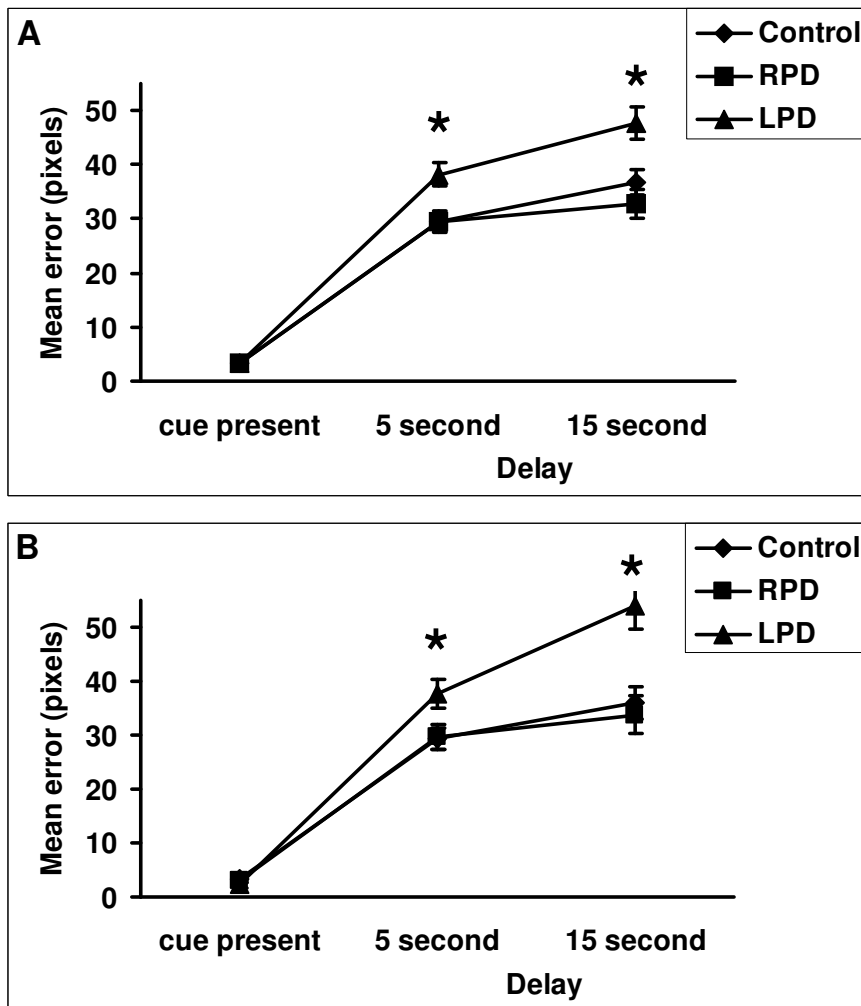 A
Control
RPD
LPD
*
*
Mean error (pixels)
50
40
30
20
10
0
cue present 5 second 15 second
Delay
B
Control
RPD
LPD
*
*
Mean error (pixels)
50
40
30
20
10
0
cue present 5 second 15 second
Delay